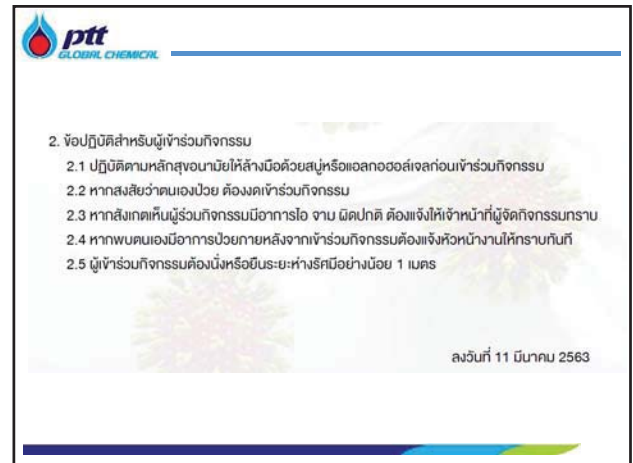 ptt
GLOBAL CHEMICAL
2. ข้อปฏิบัติสำหรับผู้เข้าร่วมกิจกรรม
2.1 ปฏิบัติตามหลักสุขอนามัยให้ล้างมือด้วยสบู่หรือแอลกอฮอล์เจลก่อนเข้าร่วมกิจกรรม
2.2 หากสงสัยว่าตนเองป่วย ต้องงดเข้าร่วมกิจกรรม
2.3 หากสังเกตเห็นผู้ร่วมกิจกรรมมีอาการไอ จาม ผิดปกติ ต้องแจ้งให้เจ้าหน้าที่ผู้จัดกิจกรรมทราบ
2.4 หากพบตนเองมีอาการป่วยภายหลังจากเข้าร่วมกิจกรรมต้องแจ้งหัวหน้างานให้ทราบทันที
2.5 ผู้เข้าร่วมกิจกรรมต้องนั่งหรือยืนระยะห่างรัศมีอย่างน้อย 1 เมตร
ลงวันที่ 11 มีนาคม 2563